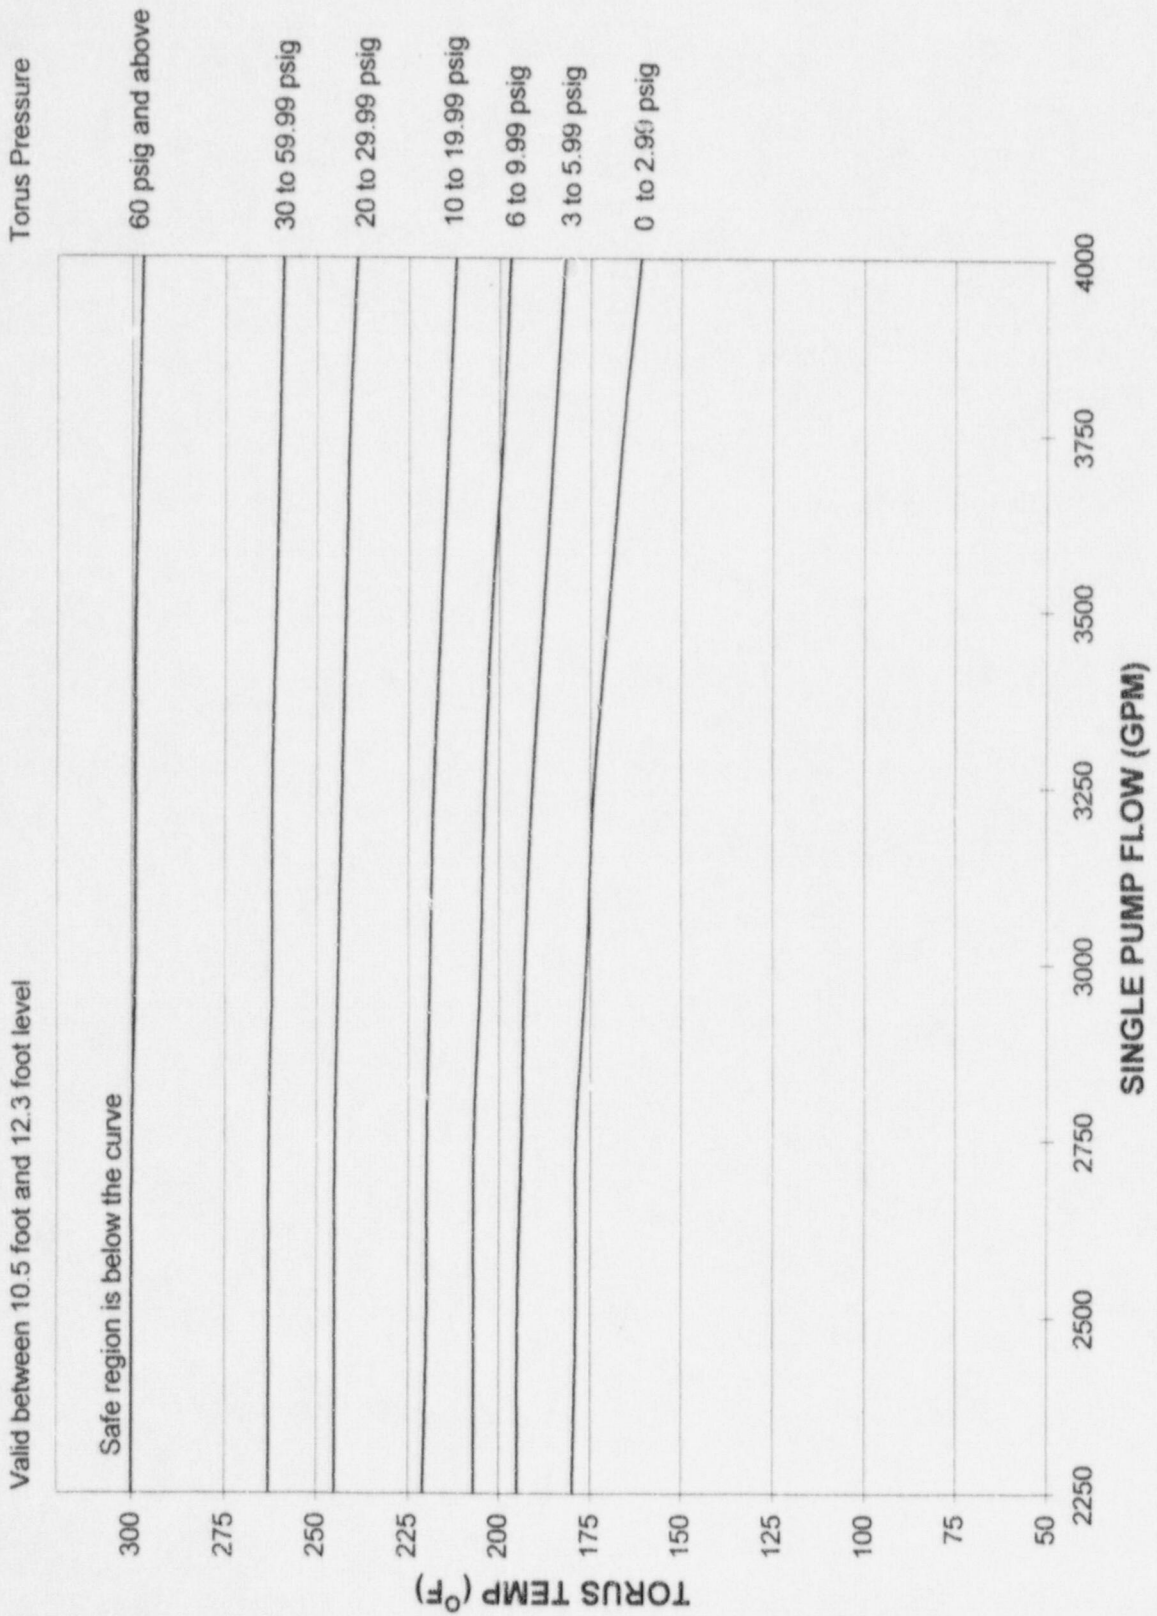 Valid between 10.5 foot and 12.3 foot level
Torus Pressure
Safe region is below the curve
60 psig and above
30 to 59.99 psig
20 to 29.99 psig
10 to 19.99 psig
6 to 9.99 psig
3 to 5.99 psig
0 to 2.99 psig
TORUS TEMP (°F)
300
275
250
225
200
175
150
125
100
75
50
2250
2500
2750
3000
3250
3500
3750
4000
SINGLE PUMP FLOW (GPM)